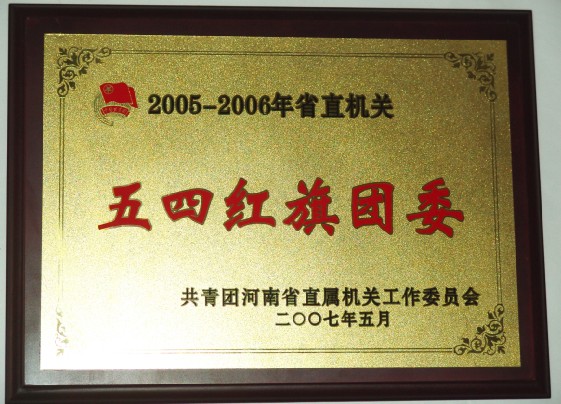 2005-2006年省直机关
五四红旗团委
共青团河南省直属机关工作委员会
二〇〇七年五月